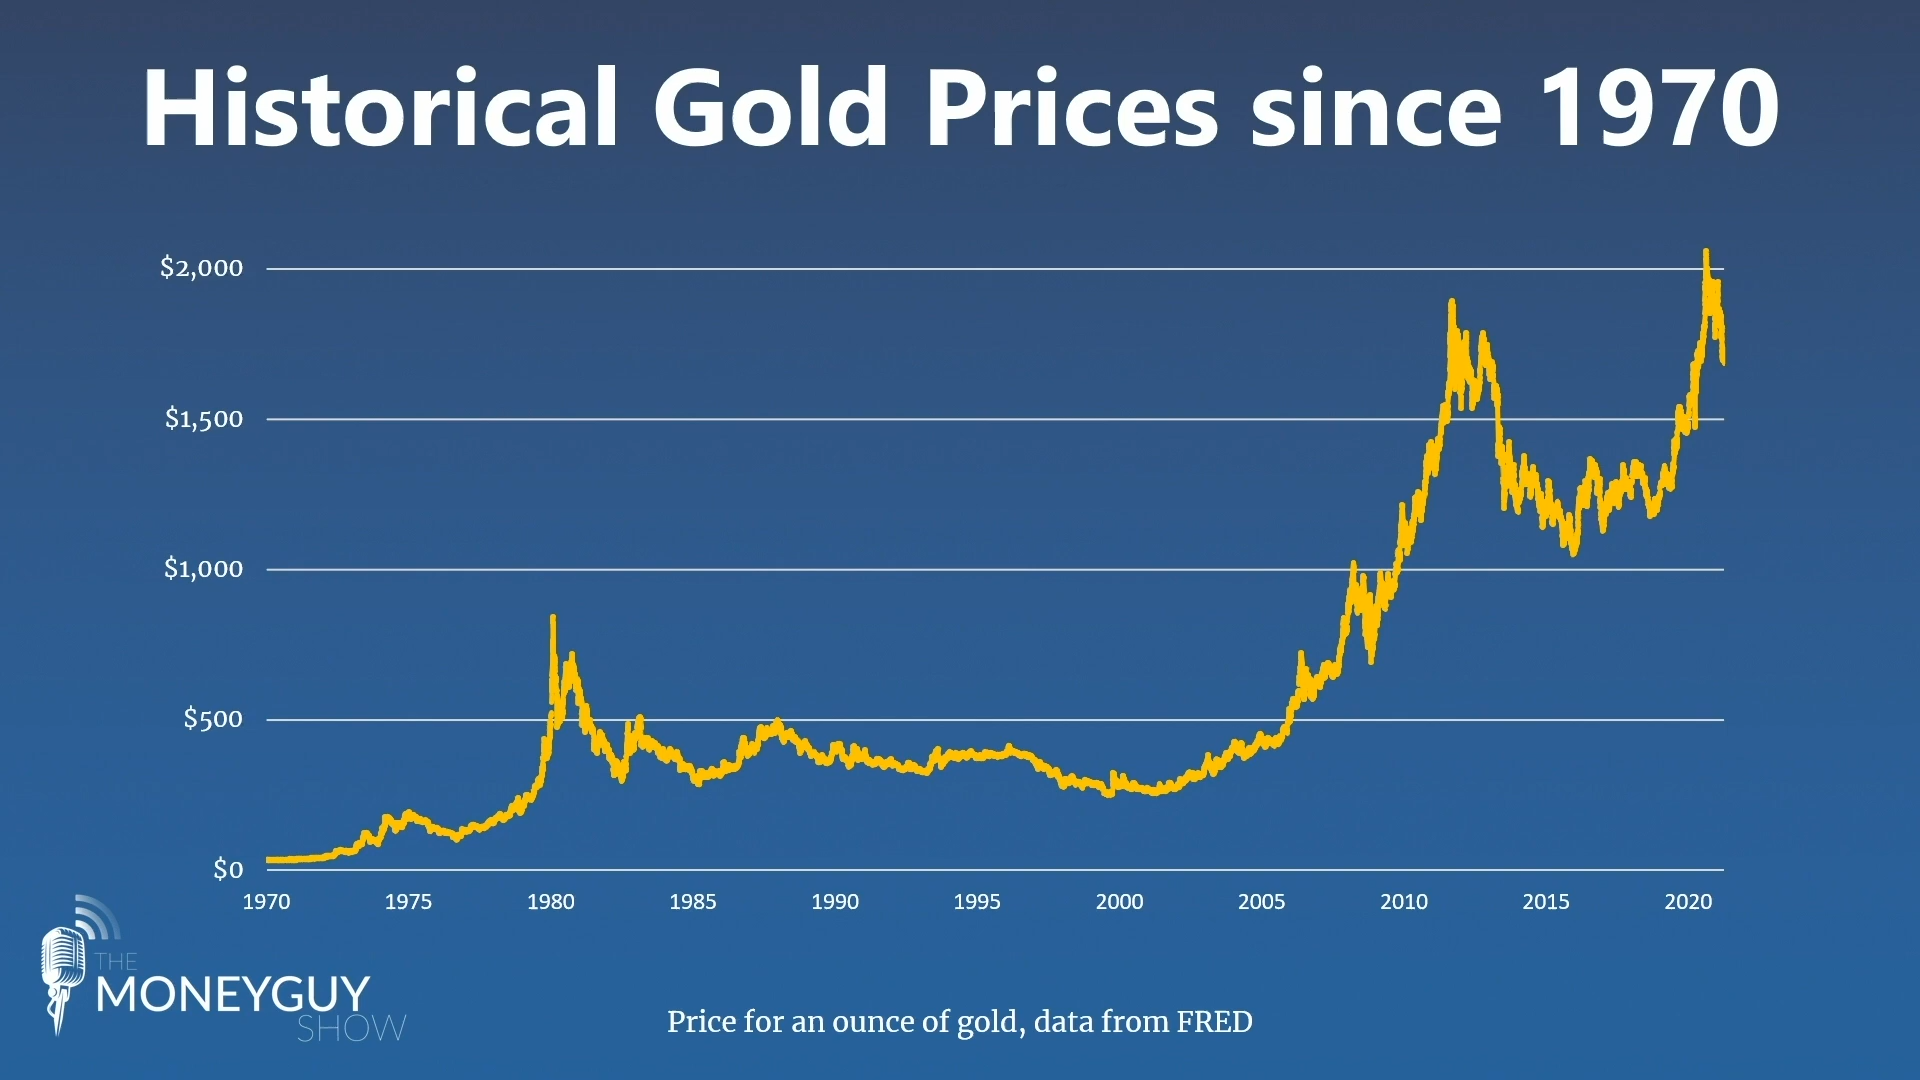 Historical Gold Prices since 1970
$2,000
$1,500
$1,000
$500
$0
1970 1975 1980 1985 1990 1995 2000 2005 2010 2015 2020
THE
MONEYGUY
SHOW
Price for an ounce of gold, data from FRED